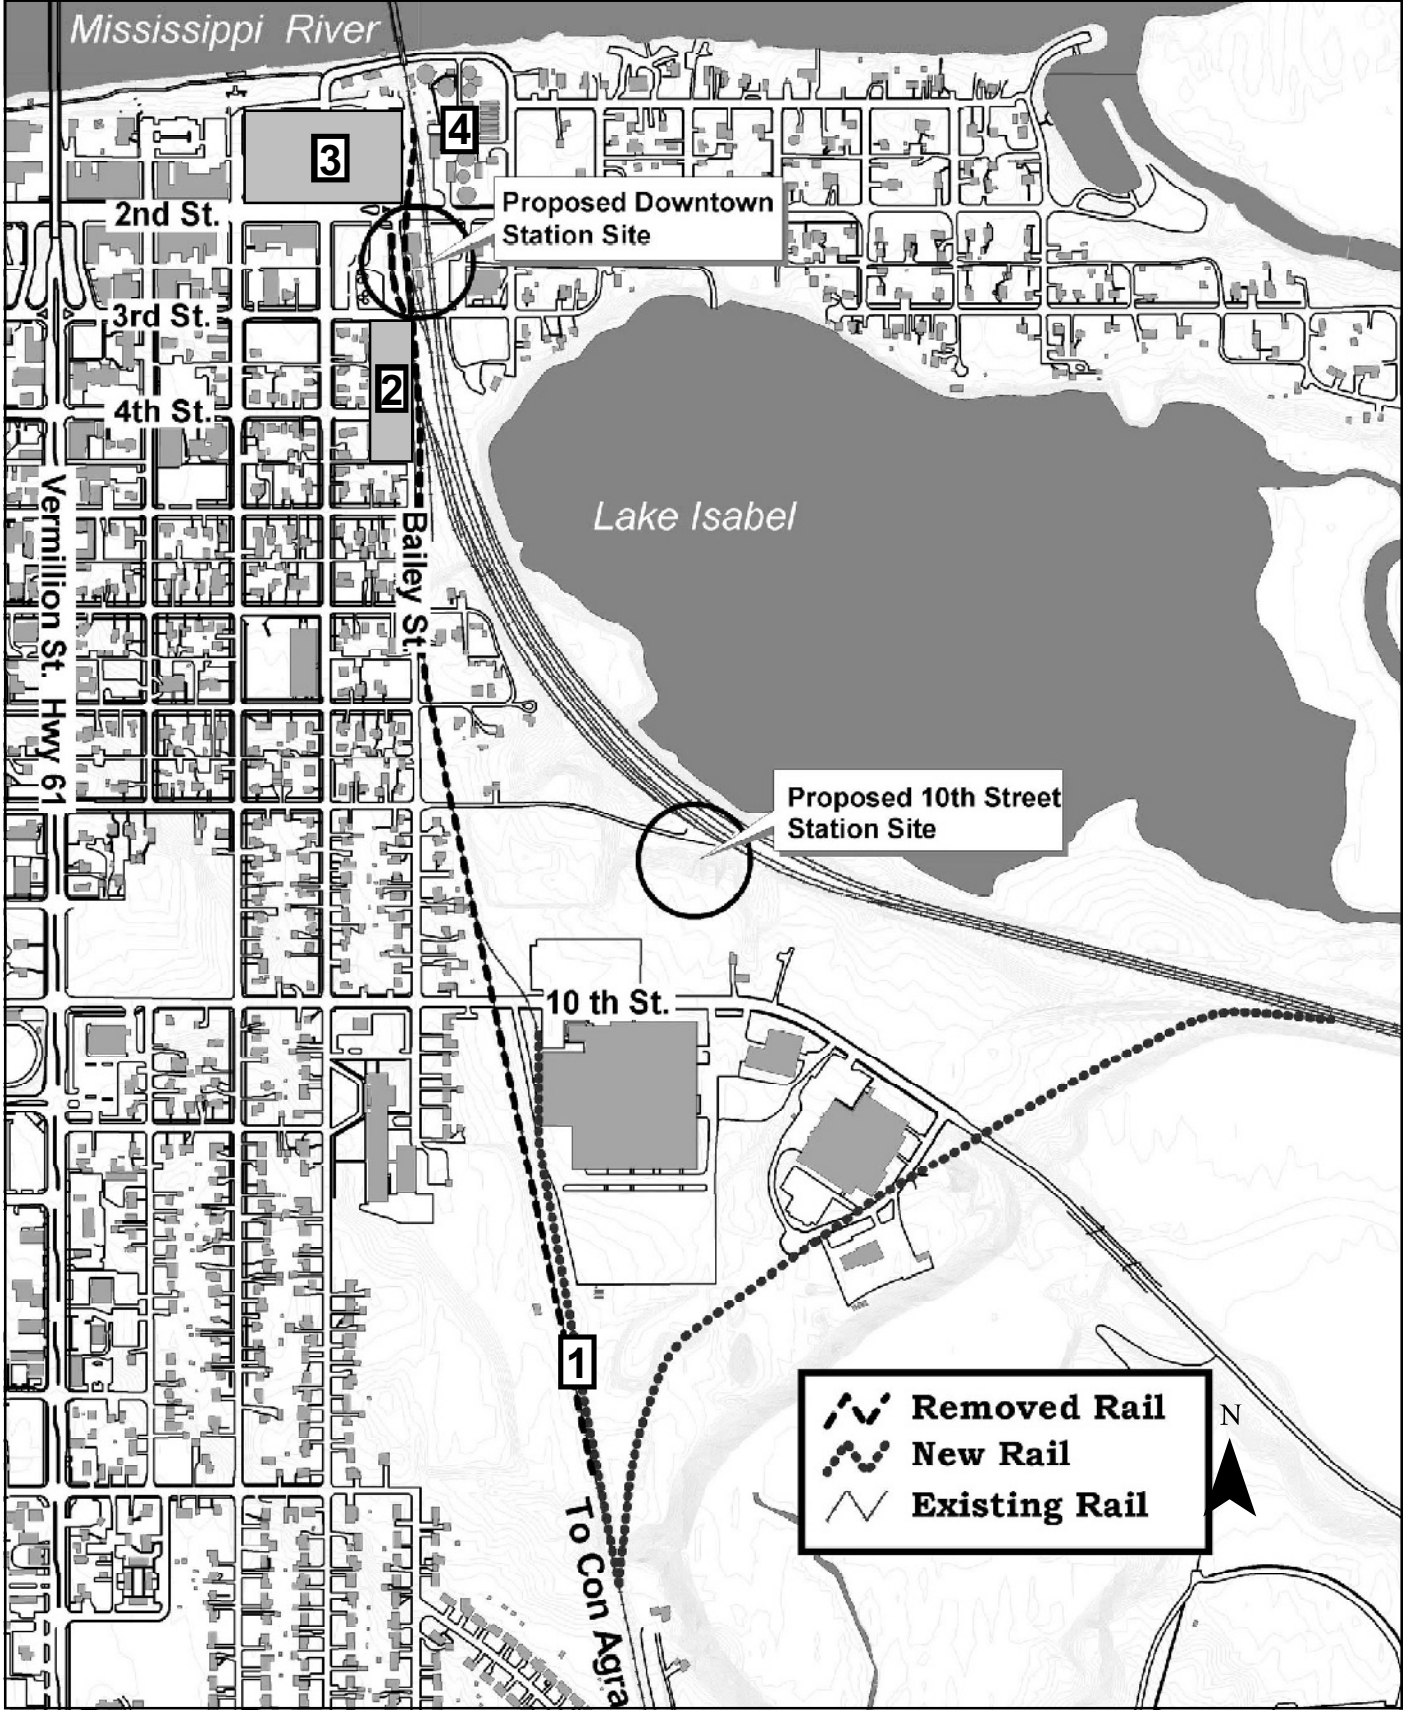 Mississippi River
3
4
Proposed Downtown
Station Site
2nd St.
3rd St.
2
4th St.
Lake Isabel
Vermillion St. Hwy 61
Bailey St.
Proposed 10th Street
Station Site
10 th St.
1
Removed Rail
New Rail
Existing Rail
N
To Con Agra